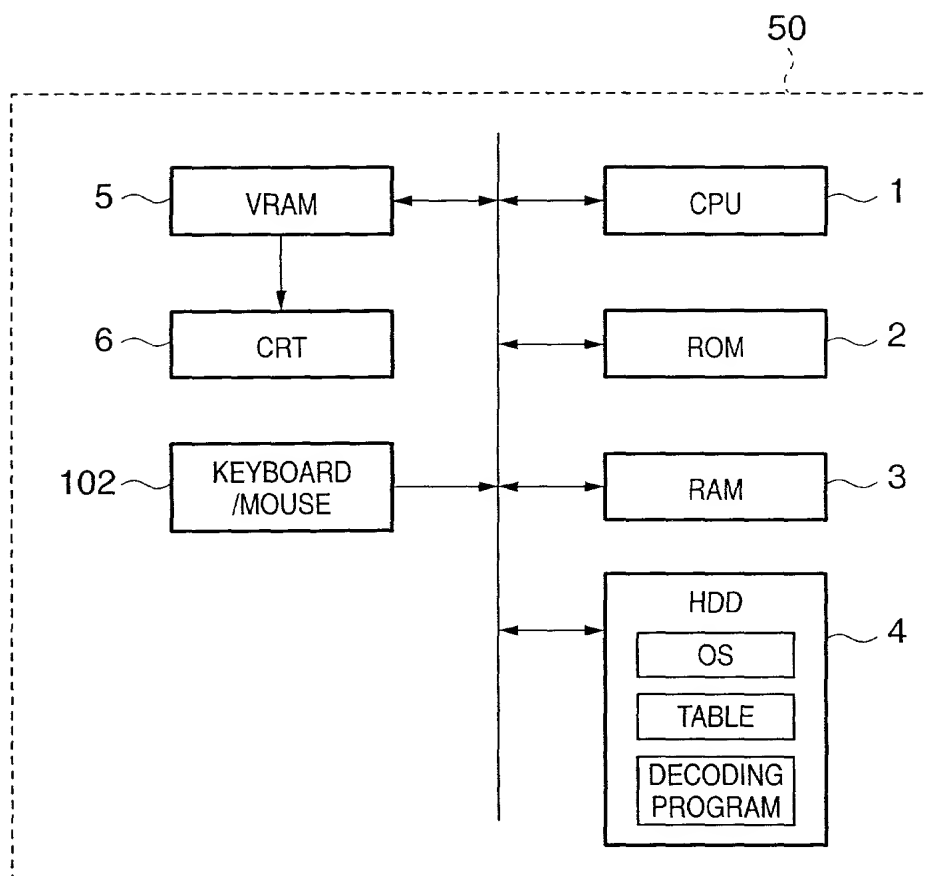 50
5
VRAM
CPU
1
6
CRT
ROM
2
102
KEYBOARD
/MOUSE
RAM
3
HDD
4
OS
TABLE
DECODING
PROGRAM